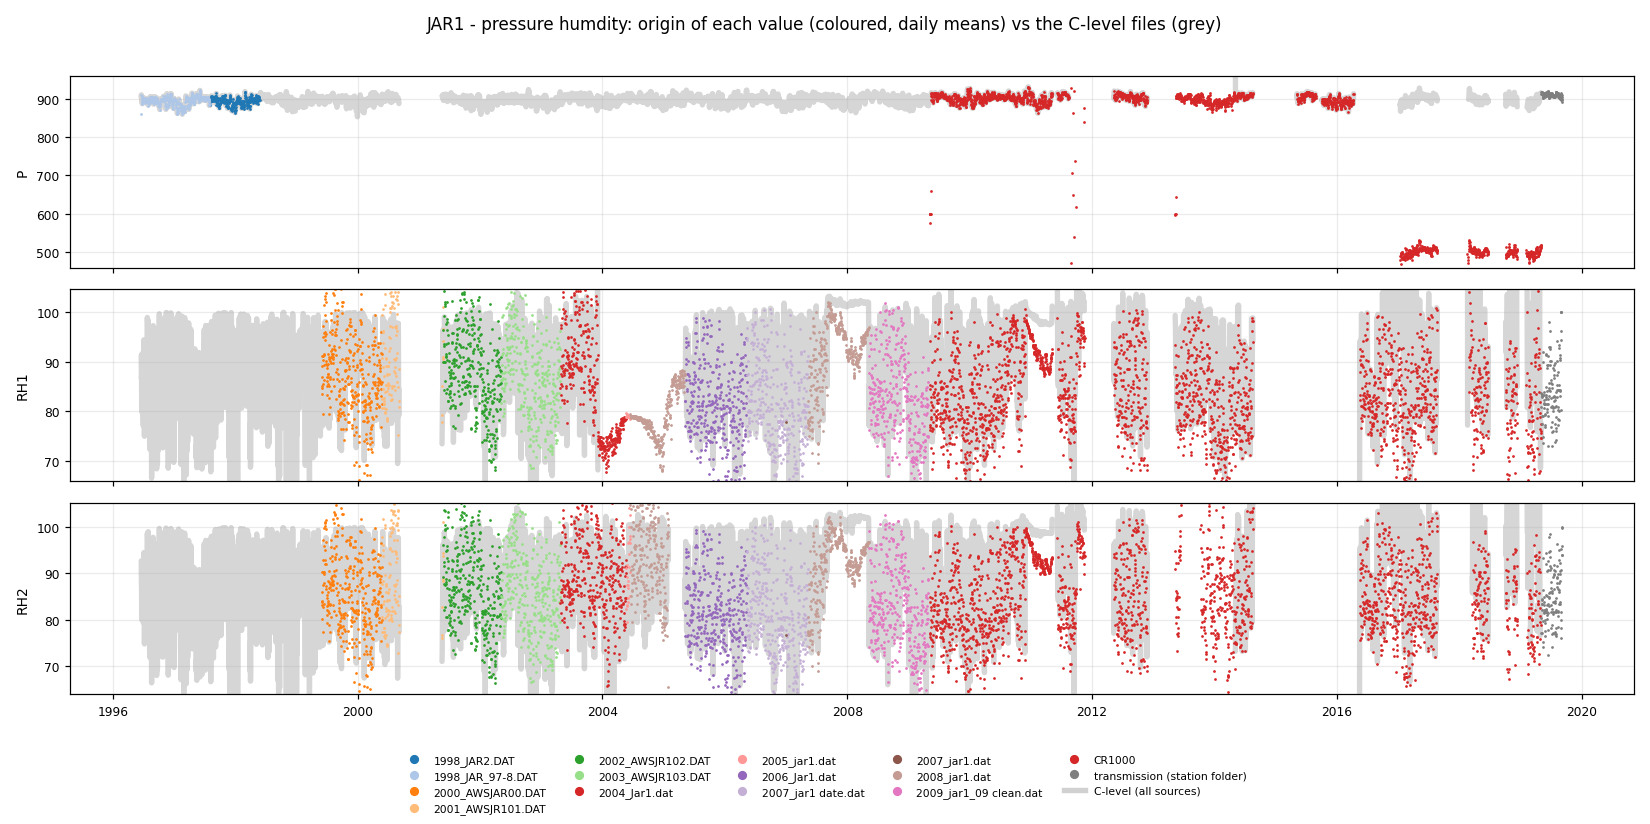 JAR1 - pressure humdity: origin of each value (coloured, daily means) vs the C-level files (grey)
P
900
800
700
600
500
RH1
100
90
80
70
RH2
100
90
80
70
1996
2000
2004
2008
2012
2016
2020
1998_JAR2.DAT
1998_JAR_97-8.DAT
2000_AWSJAR00.DAT
2001_AWSJR101.DAT
2002_AWSJR102.DAT
2003_AWSJR103.DAT
2004_Jar1.dat
2005_jar1.dat
2006_Jar1.dat
2007_jar1 date.dat
2007_jar1.dat
2008_jar1.dat
2009_jar1_09 clean.dat
CR1000
transmission (station folder)
C-level (all sources)